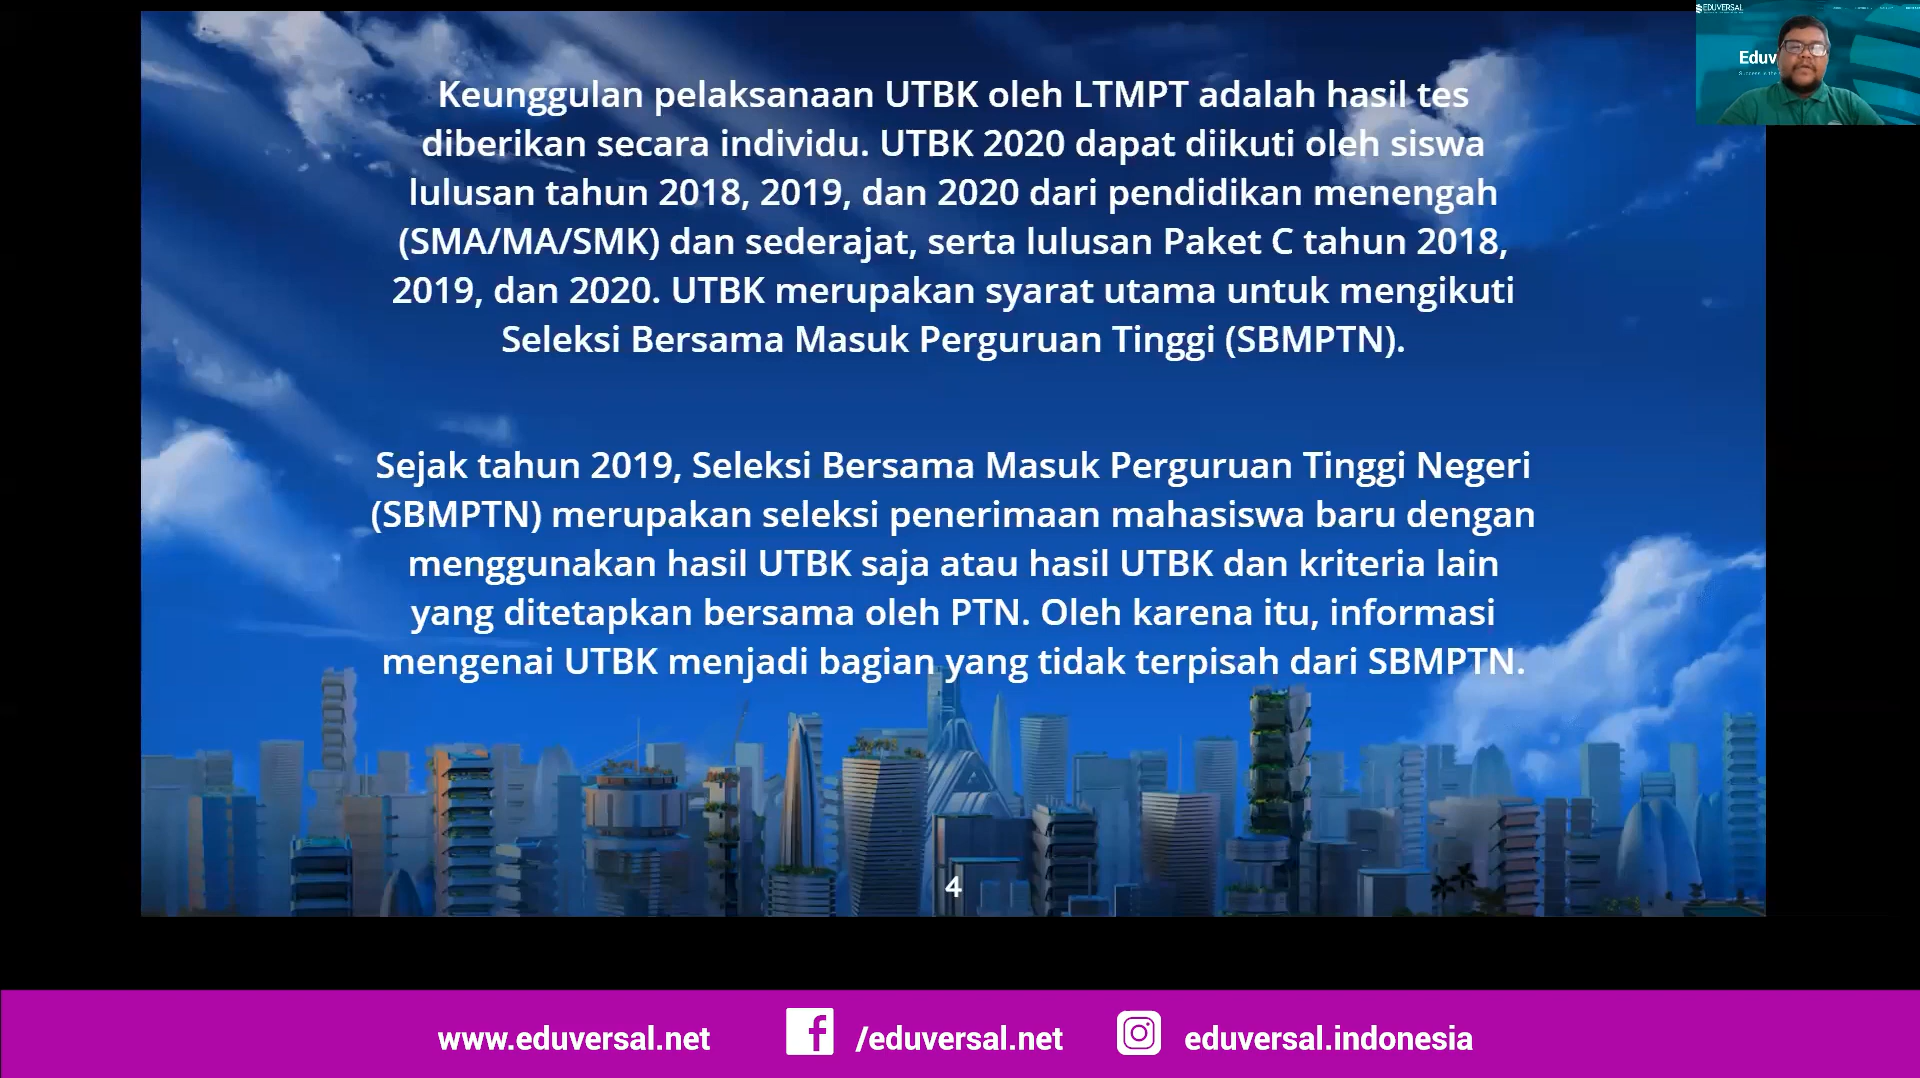 EDUVERSAL
Eduv
Keunggulan pelaksanaan UTBK oleh LTMPT adalah hasil tes
diberikan secara individu. UTBK 2020 dapat diikuti oleh siswa
lulusan tahun 2018, 2019, dan 2020 dari pendidikan menengah
(SMA/MA/SMK) dan sederajat, serta lulusan Paket C tahun 2018,
2019, dan 2020. UTBK merupakan syarat utama untuk mengikuti
Seleksi Bersama Masuk Perguruan Tinggi (SBMPTN).
Sejak tahun 2019, Seleksi Bersama Masuk Perguruan Tinggi Negeri
(SBMPTN) merupakan seleksi penerimaan mahasiswa baru dengan
menggunakan hasil UTBK saja atau hasil UTBK dan kriteria lain
yang ditetapkan bersama oleh PTN. Oleh karena itu, informasi
mengenai UTBK menjadi bagian yang tidak terpisah dari SBMPTN.
4
www.eduversal.net /eduversal.net eduversal.indonesia